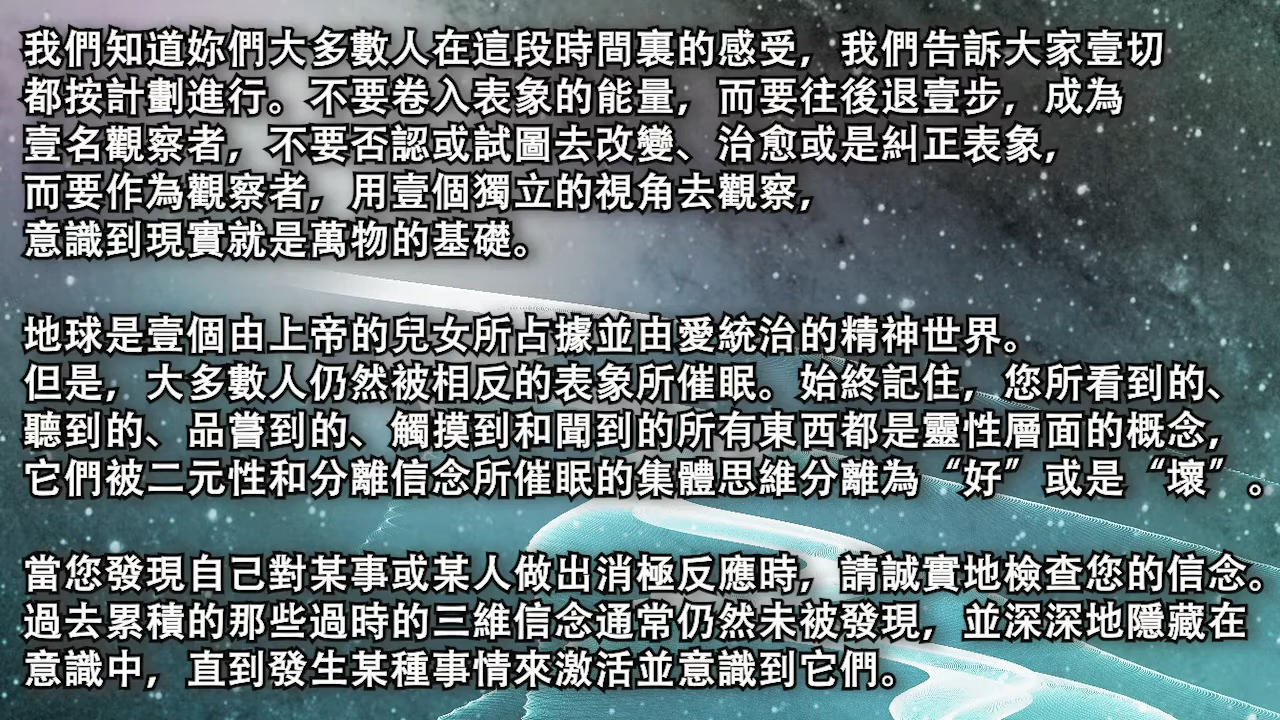 我們知道妳們大多數人在這段時間裏的感受，我們告訴大家壹切
都按計劃進行。不要卷入表象的能量，而要往後退壹步，成為
壹名觀察者，不要否認或試圖去改變、治愈或是糾正表象，
而要作為觀察者，用壹個獨立的視角去觀察，
意識到現實就是萬物的基礎。
地球是壹個由上帝的兒女所占據並由愛統治的精神世界。
但是，大多數人仍然被相反的表象所催眠。始終記住，您所看到的、
聽到的、品嘗到的、觸摸到和聞到的所有東西都是靈性層面的概念，
它們被二元性和分離信念所催眠的集體思維分離為“好”或是“壞”。
當您發現自己對某事或某人做出消極反應時，請誠實地檢查您的信念。
過去累積的那些過時的三維信念通常仍然未被發現，並深深地隱藏在
意識中，直到發生某種事情來激活並意識到它們。